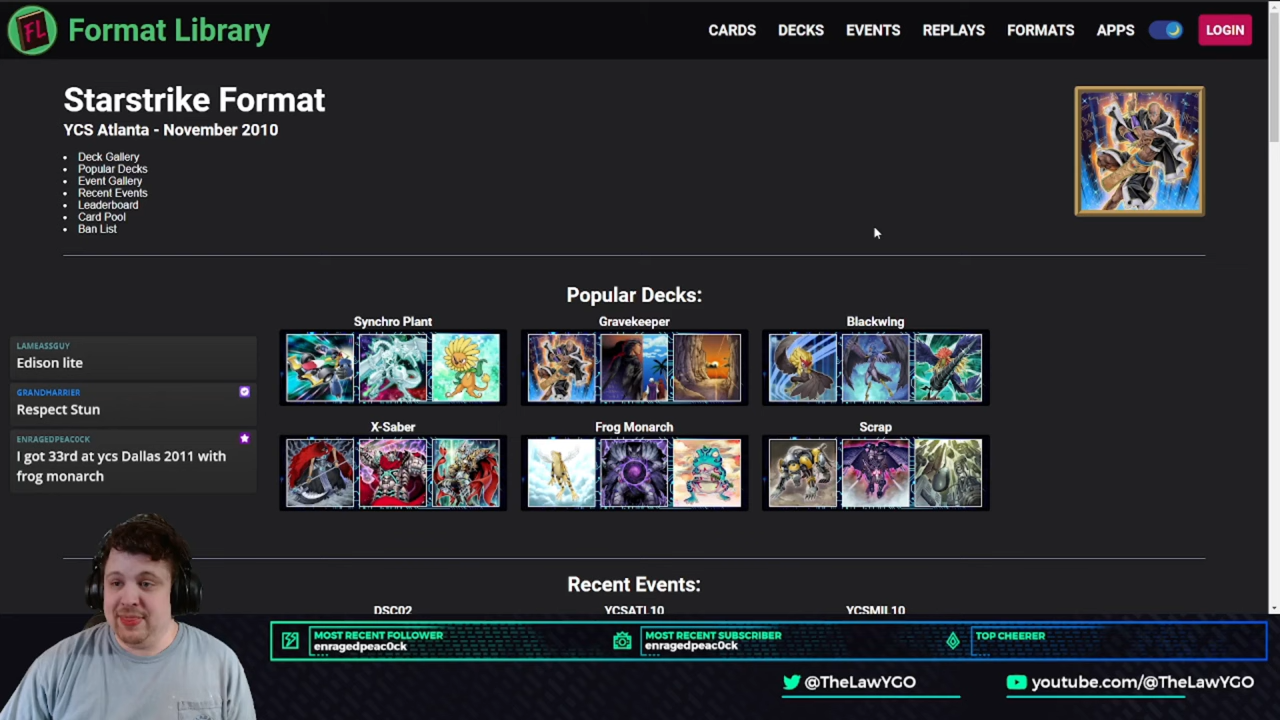 FL
Format Library
CARDS
DECKS
EVENTS
REPLAYS
FORMATS
APPS
LOGIN
Starstrike Format
YCS Atlanta - November 2010
Deck Gallery
Popular Decks
Event Gallery
Recent Events
Leaderboard
Card Pool
Ban List
Popular Decks:
Synchro Plant
Gravekeeper
Blackwing
X-Saber
Frog Monarch
Scrap
LAMEASSGUY
Edison lite
GRANDHARRIER
Respect Stun
ENRAGEDPEAC0CK
I got 33rd at ycs Dallas 2011 with
frog monarch
Recent Events:
DSC02
YCSATL10
YCSMIL10
MOST RECENT FOLLOWER
enragedpeac0ck
MOST RECENT SUBSCRIBER
enragedpeac0ck
TOP CHEERER
@TheLawYGO
youtube.com/@TheLawYGO